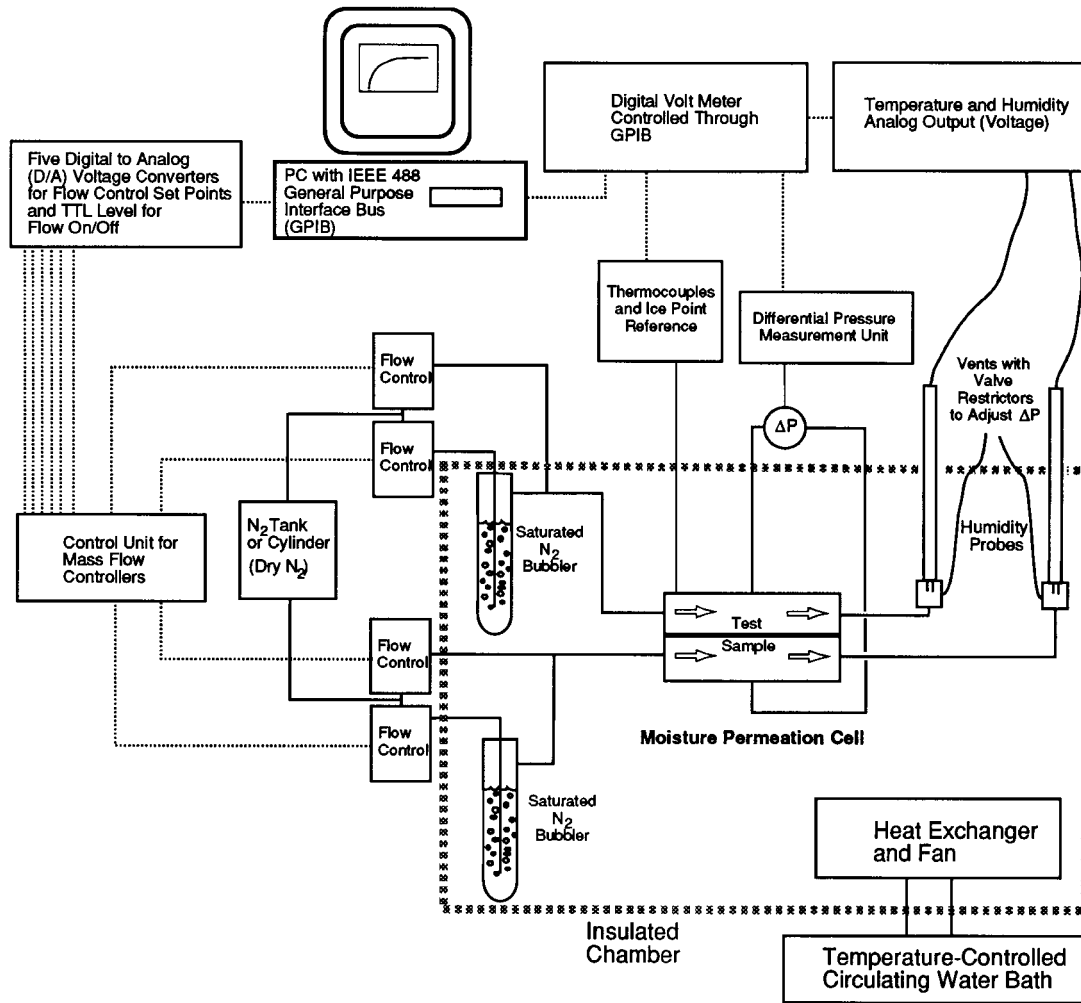 Digital Volt Meter
Controlled Through
GPIB
Temperature and Humidity
Analog Output (Voltage)
Five Digital to Analog
(D/A) Voltage Converters
for Flow Control Set Points
and TTL Level for
Flow On/Off
PC with IEEE 488
General Purpose
Interface Bus
(GPIB)
Thermocouples
and Ice Point
Reference
Differential Pressure
Measurement Unit
Vents with
Valve
Restrictors
to Adjust ΔP
Flow
Control
ΔP
Flow
Control
Control Unit for
Mass Flow
Controllers
N2 Tank
or Cylinder
(Dry N2)
Saturated
N2
Bubbler
Humidity
Probes
Test
Sample
Flow
Control
Flow
Control
Moisture Permeation Cell
Saturated
N2
Bubbler
Heat Exchanger
and Fan
Insulated
Chamber
Temperature-Controlled
Circulating Water Bath